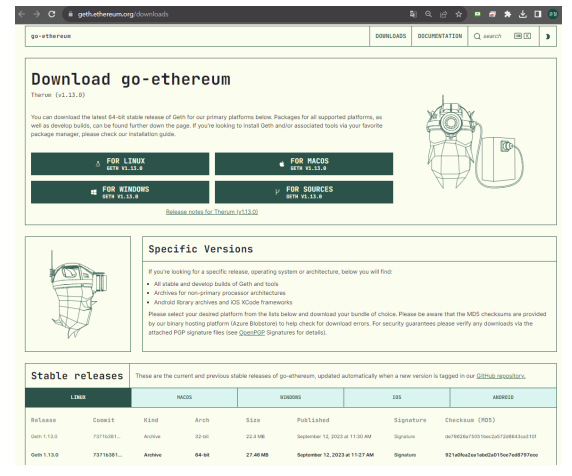 geth.ethereum.org/downloads
go-ethereum
DOWNLOADS
DOCUMENTATION
search
Download go-ethereum
Therum (v1.13.0)
You can download the latest 64-bit stable release of Geth for our primary platforms below. Packages for all supported platforms, as
well as develop builds, can be found further down the page. If you're looking to install Geth and/or associated tools via your favorite
package manager, please check our installation guide.
FOR LINUX
GETH V1.13.0
FOR MACOS
GETH V1.13.0
FOR WINDOWS
GETH V1.13.0
FOR SOURCES
GETH V1.13.0
Release notes for Therum (v1.13.0)
Specific Versions
If you're looking for a specific release, operating system or architecture, below you will find:
• All stable and develop builds of Geth and tools
• Archives for non-primary processor architectures
• Android library archives and iOS XCode frameworks
Please select your desired platform from the lists below and download your bundle of choice. Please be aware that the MD5 checksums are provided
by our binary hosting platform (Azure Blobstore) to help check for download errors. For security guarantees please verify any downloads via the
attached PGP signature files (see OpenPGP Signatures for details).
Stable releases
These are the current and previous stable releases of go-ethereum, updated automatically when a new version is tagged in our GitHub repository.
LINUX
MACOS
WINDOWS
IOS
ANDROID
Release Commit Kind Arch Size Published Signature Checksum (MD5)
Geth 1.13.0 73716381... Archive 32-bit 22.4 MB September 12, 2023 at 11:30 AM Signature
Geth 1.13.0 73716381... Archive 64-bit 27.46 MB September 12, 2023 at 11:27 AM Signature